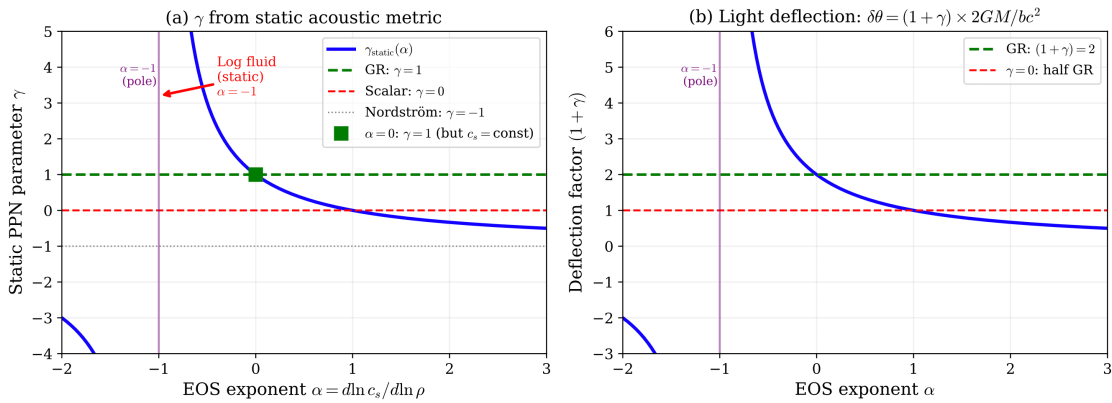 (a) γ from static acoustic metric
5
4
3
2
1
0
−1
−2
−3
−4
Static PPN parameter γ
α = −1
(pole)
Log fluid
(static)
α = −1
γstatic(α)
GR: γ = 1
Scalar: γ = 0
Nordström: γ = −1
α = 0: γ = 1 (but cs = const)
−2 −1 0 1 2 3
EOS exponent α = d ln cs/d ln ρ
(b) Light deflection: δθ = (1 + γ) × 2GM/bc²
6
5
4
3
2
1
0
−1
−2
−3
Deflection factor (1 + γ)
α = −1
(pole)
GR: (1 + γ) = 2
γ = 0: half GR
−2 −1 0 1 2 3
EOS exponent α